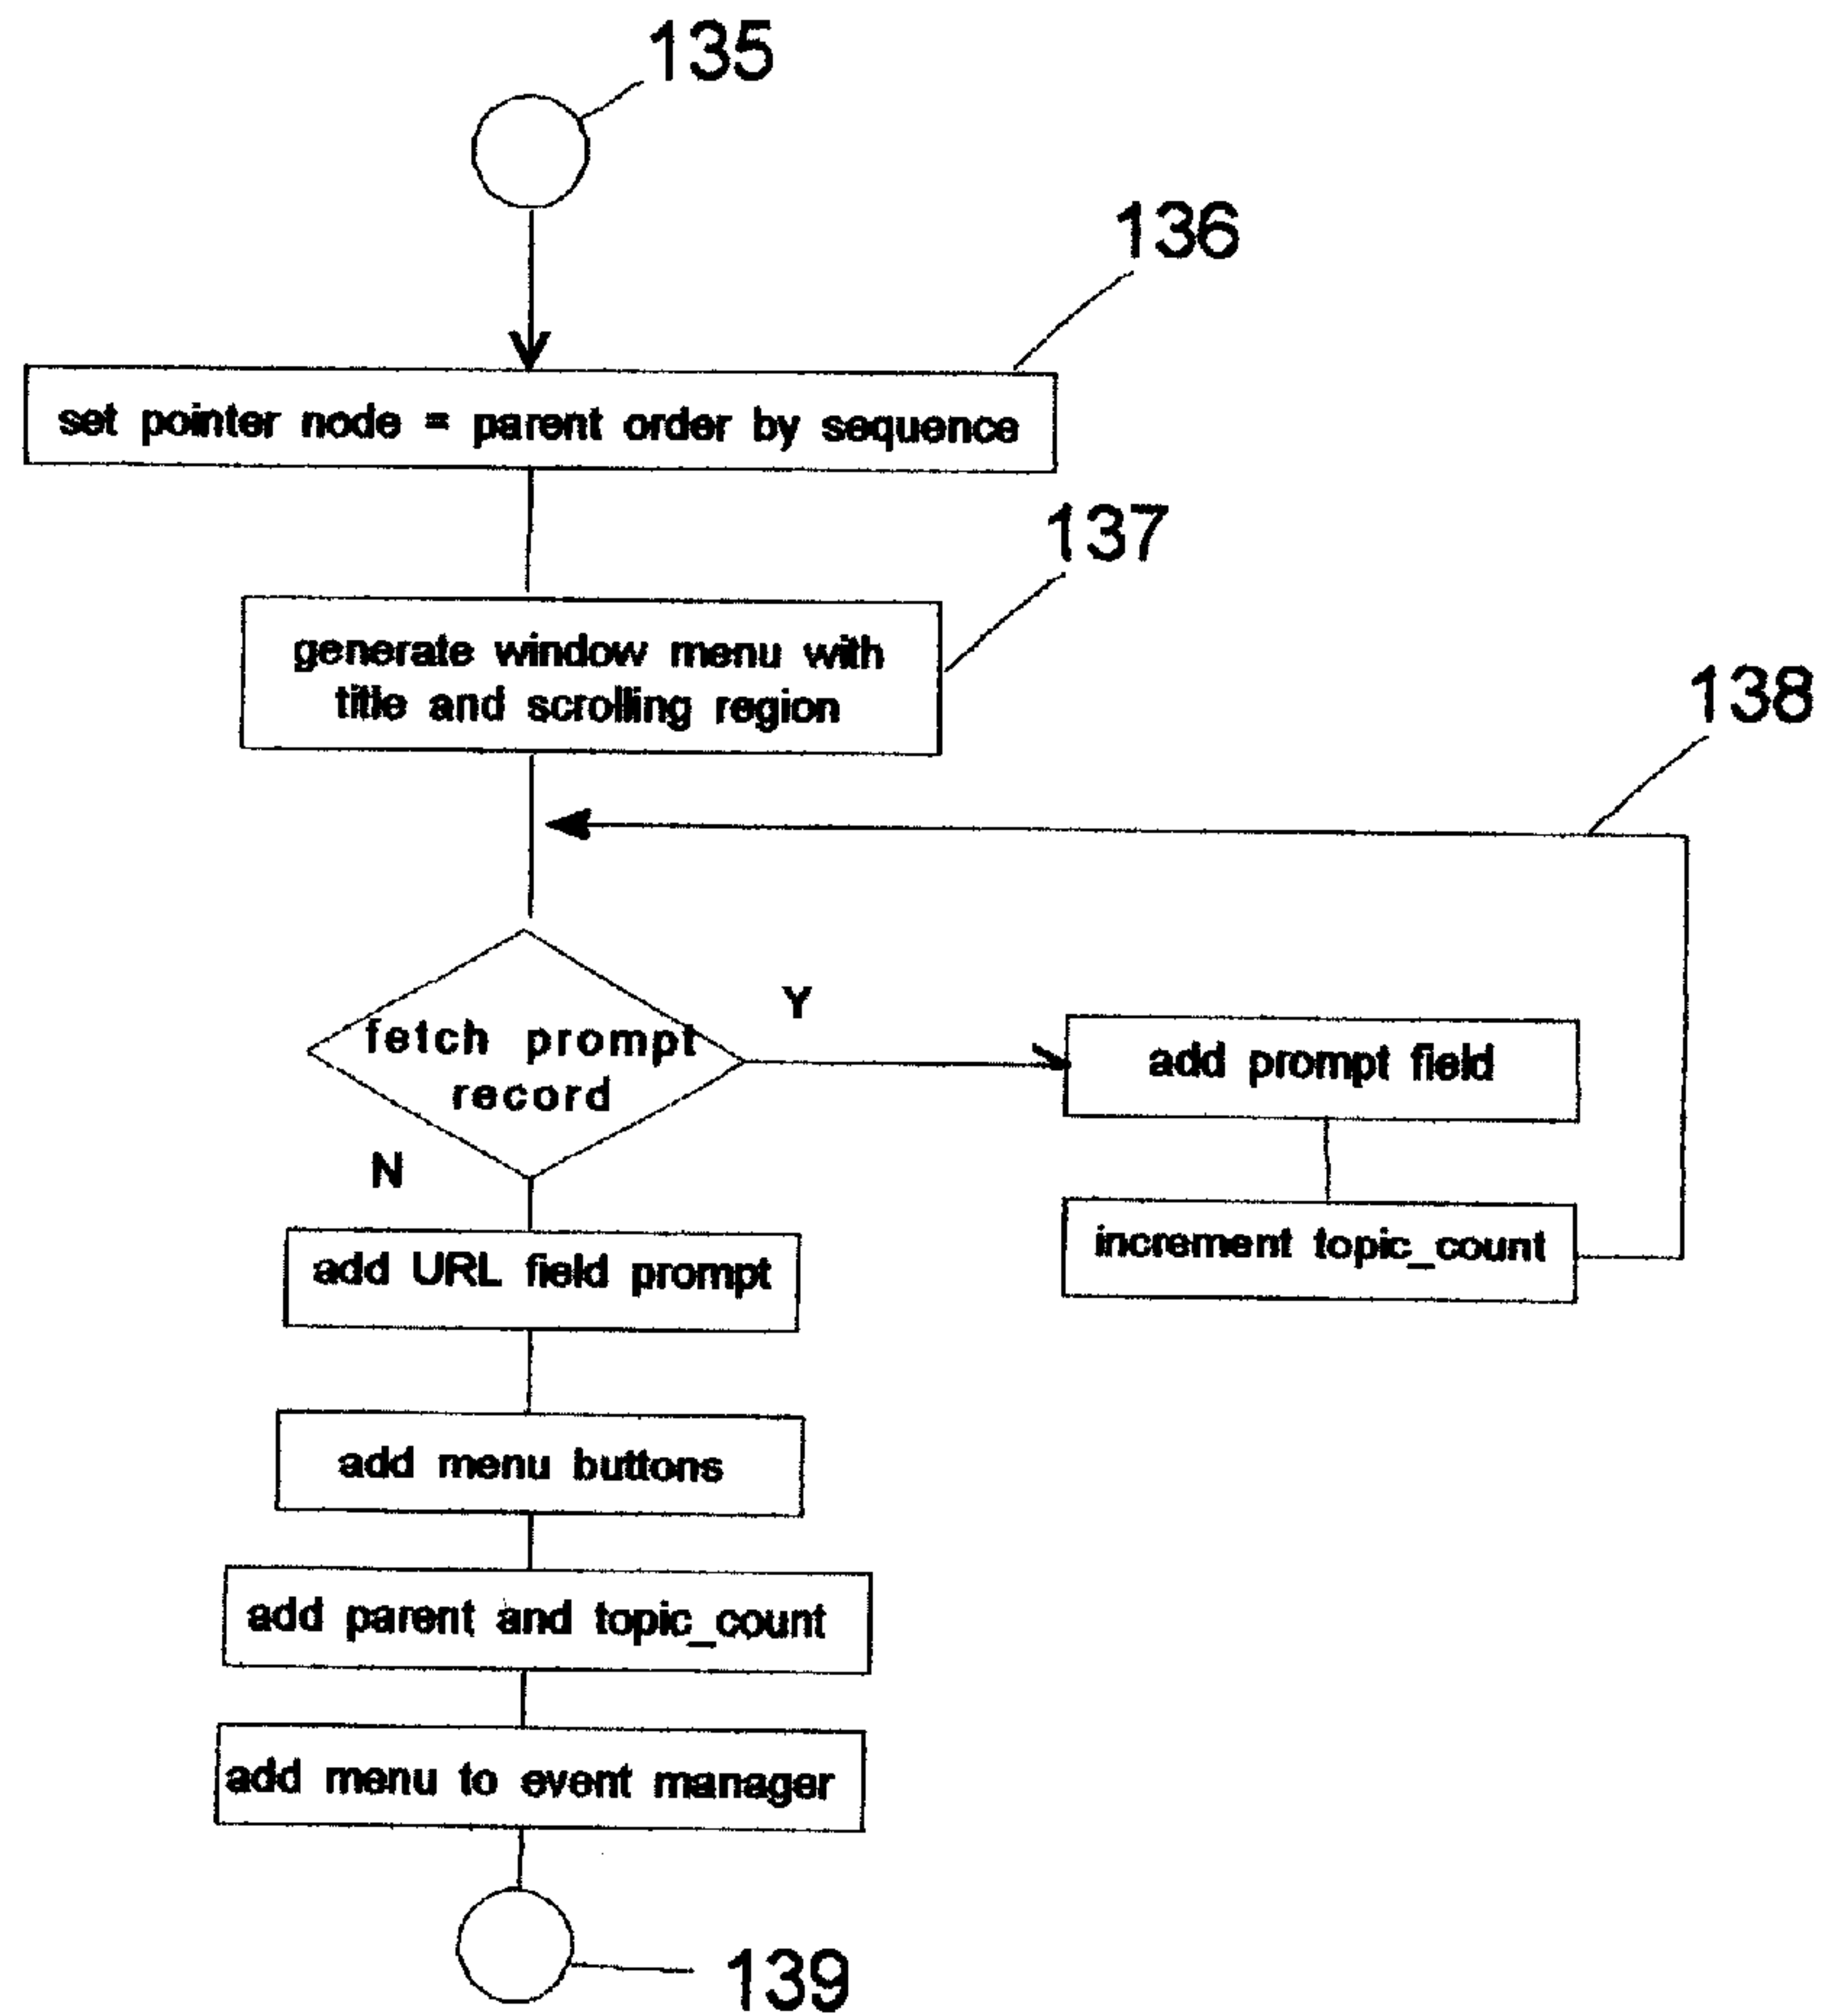 135
136
set pointer node = parent order by sequence
137
generate window menu with
title and scrolling region
138
fetch prompt
record
Y
add prompt field
N
increment topic_count
add URL field prompt
add menu buttons
add parent and topic_count
add menu to event manager
139